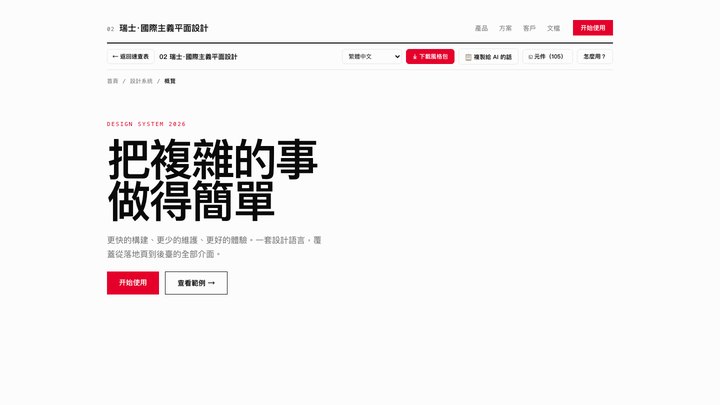 02 瑞士·國際主義平面設計
產品 方案 客戶 文檔 开始使用
← 返回速查表 02 瑞士·國際主義平面設計 繁體中文 下載風格包 複製給 AI 的話 元件（105） 怎麼用？
首頁 / 設計系統 / 概覽
DESIGN SYSTEM 2026
把複雜的事
做得簡單
更快的構建、更少的維護、更好的體驗。一套設計語言，覆
蓋從落地頁到後臺的全部介面。
开始使用 查看範例 →